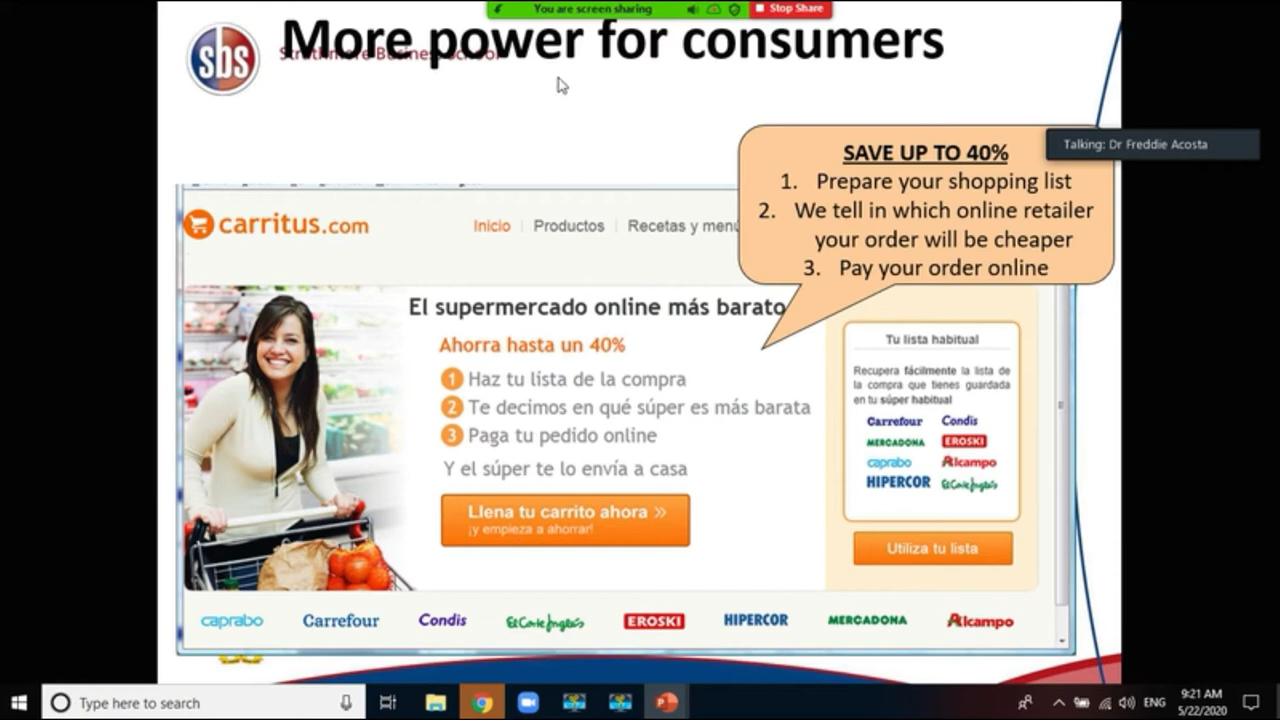 You are screen sharing
Stop Share
sbs
Strathmore Business School
More power for consumers
Talking: Dr Freddie Acosta
SAVE UP TO 40%
1. Prepare your shopping list
2. We tell in which online retailer
your order will be cheaper
3. Pay your order online
carritus.com
Inicio
Productos
Recetas y menú
El supermercado online más barato
Ahorra hasta un 40%
1 Haz tu lista de la compra
2 Te decimos en qué súper es más barata
3 Paga tu pedido online
Y el súper te lo envía a casa
Llena tu carrito ahora »
¡y empieza a ahorrar!
Tu lista habitual
Recupera fácilmente la lista de
la compra que tienes guardada
en tu súper habitual
Carrefour Condis
MERCADONA EROSKI
caprabo Alcampo
HIPERCOR El Corte Inglés
Utiliza tu lista
caprabo Carrefour Condis El Corte Inglés EROSKI HIPERCOR MERCADONA Alcampo
Type here to search
ENG
9:21 AM
5/22/2020